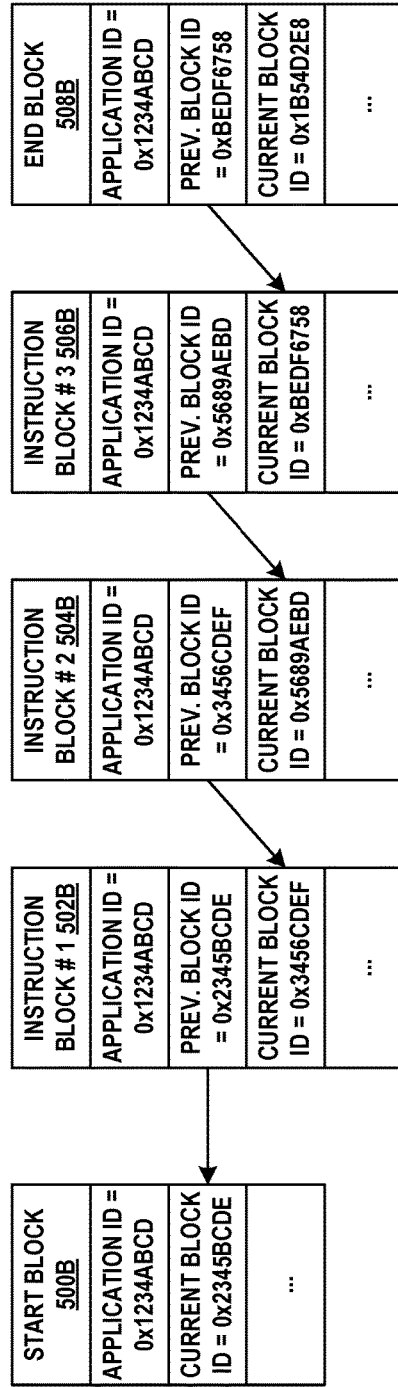 START BLOCK
500B
APPLICATION ID =
0x1234ABCD
CURRENT BLOCK
ID = 0x2345BCDE
...
INSTRUCTION
BLOCK # 1 502B
APPLICATION ID =
0x1234ABCD
PREV. BLOCK ID
= 0x2345BCDE
CURRENT BLOCK
ID = 0x3456CDEF
...
INSTRUCTION
BLOCK # 2 504B
APPLICATION ID =
0x1234ABCD
PREV. BLOCK ID
= 0x3456CDEF
CURRENT BLOCK
ID = 0x5689AEBD
...
INSTRUCTION
BLOCK # 3 506B
APPLICATION ID =
0x1234ABCD
PREV. BLOCK ID
= 0x5689AEBD
CURRENT BLOCK
ID = 0xBEDF6758
...
END BLOCK
508B
APPLICATION ID =
0x1234ABCD
PREV. BLOCK ID
= 0xBEDF6758
CURRENT BLOCK
ID = 0x1B54D2E8
...